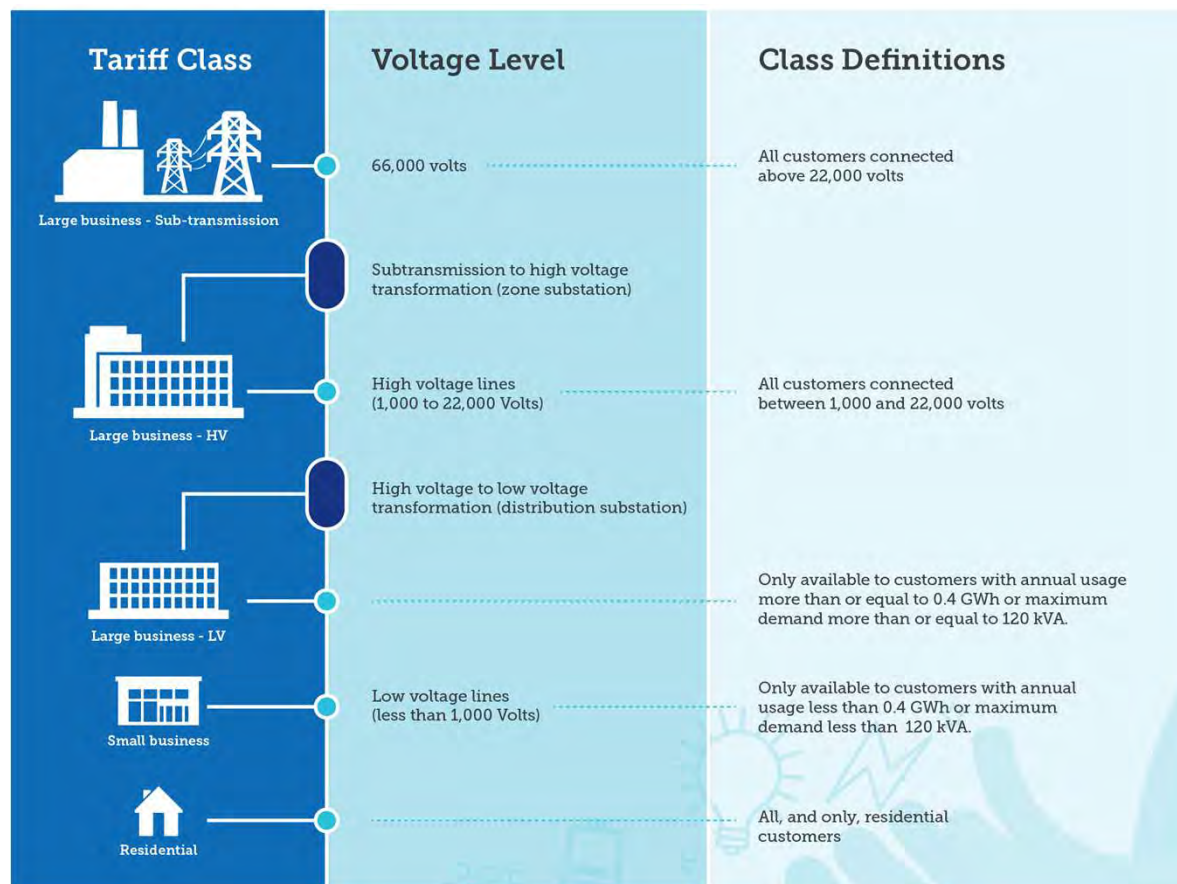 Tariff Class
Voltage Level
Class Definitions
Large business - Sub-transmission
66,000 volts
All customers connected
above 22,000 volts
Subtransmission to high voltage
transformation (zone substation)
Large business - HV
High voltage lines
(1,000 to 22,000 Volts)
All customers connected
between 1,000 and 22,000 volts
High voltage to low voltage
transformation (distribution substation)
Large business - LV
Only available to customers with annual usage
more than or equal to 0.4 GWh or maximum
demand more than or equal to 120 kVA.
Small business
Low voltage lines
(less than 1,000 Volts)
Only available to customers with annual
usage less than 0.4 GWh or maximum
demand less than 120 kVA.
Residential
All, and only, residential
customers